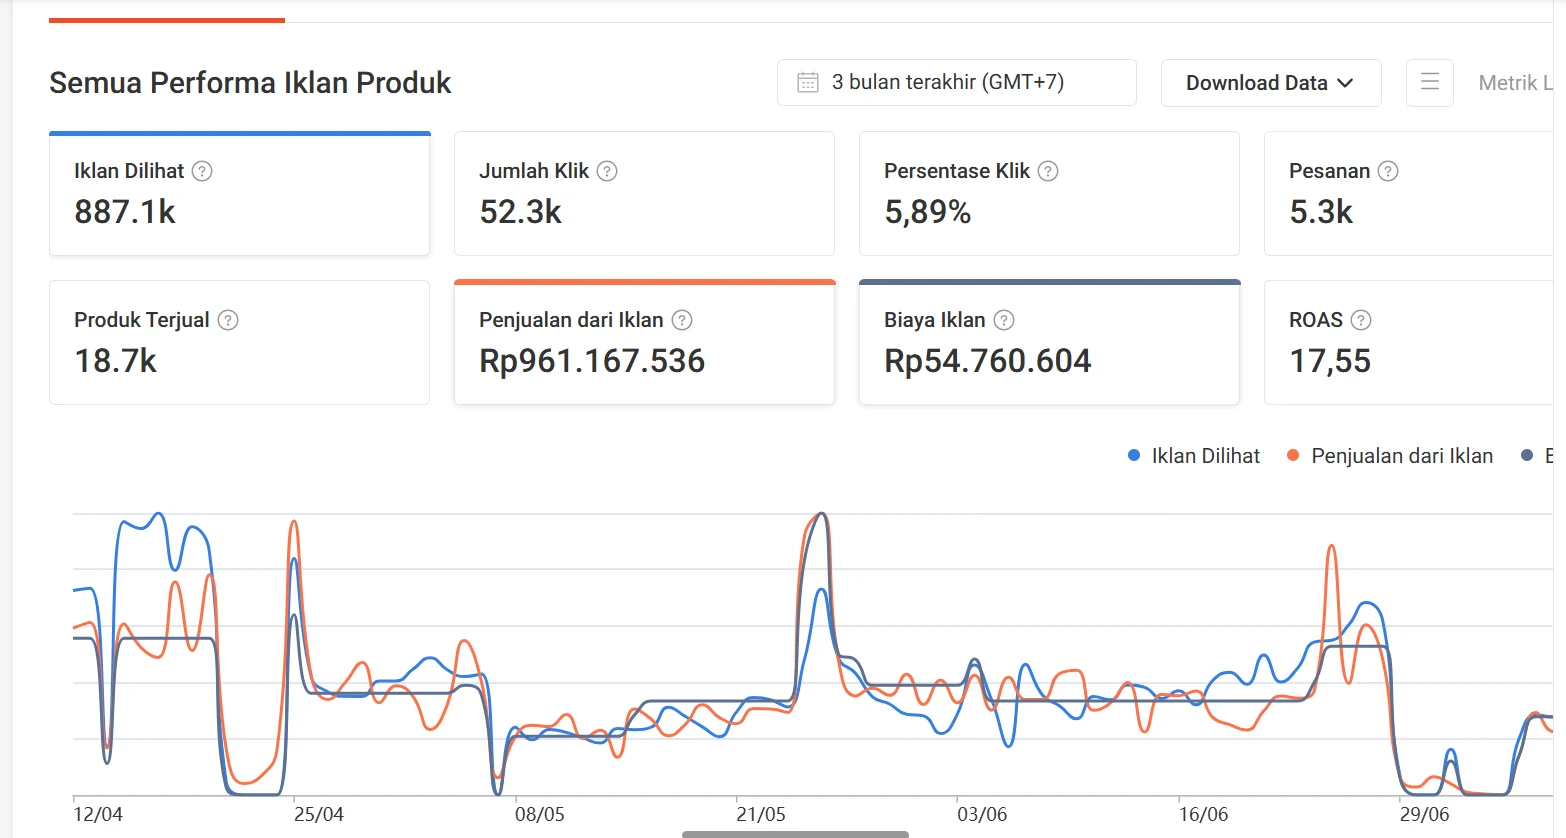 Semua Performa Iklan Produk
3 bulan terakhir (GMT+7)
Download Data
Metrik L
Iklan Dilihat ?
Jumlah Klik ?
Persentase Klik ?
Pesanan ?
887.1k
52.3k
5,89%
5.3k
Produk Terjual ?
Penjualan dari Iklan ?
Biaya Iklan ?
ROAS ?
18.7k
Rp961.167.536
Rp54.760.604
17,55
Iklan Dilihat
Penjualan dari Iklan
12/04
25/04
08/05
21/05
03/06
16/06
29/06